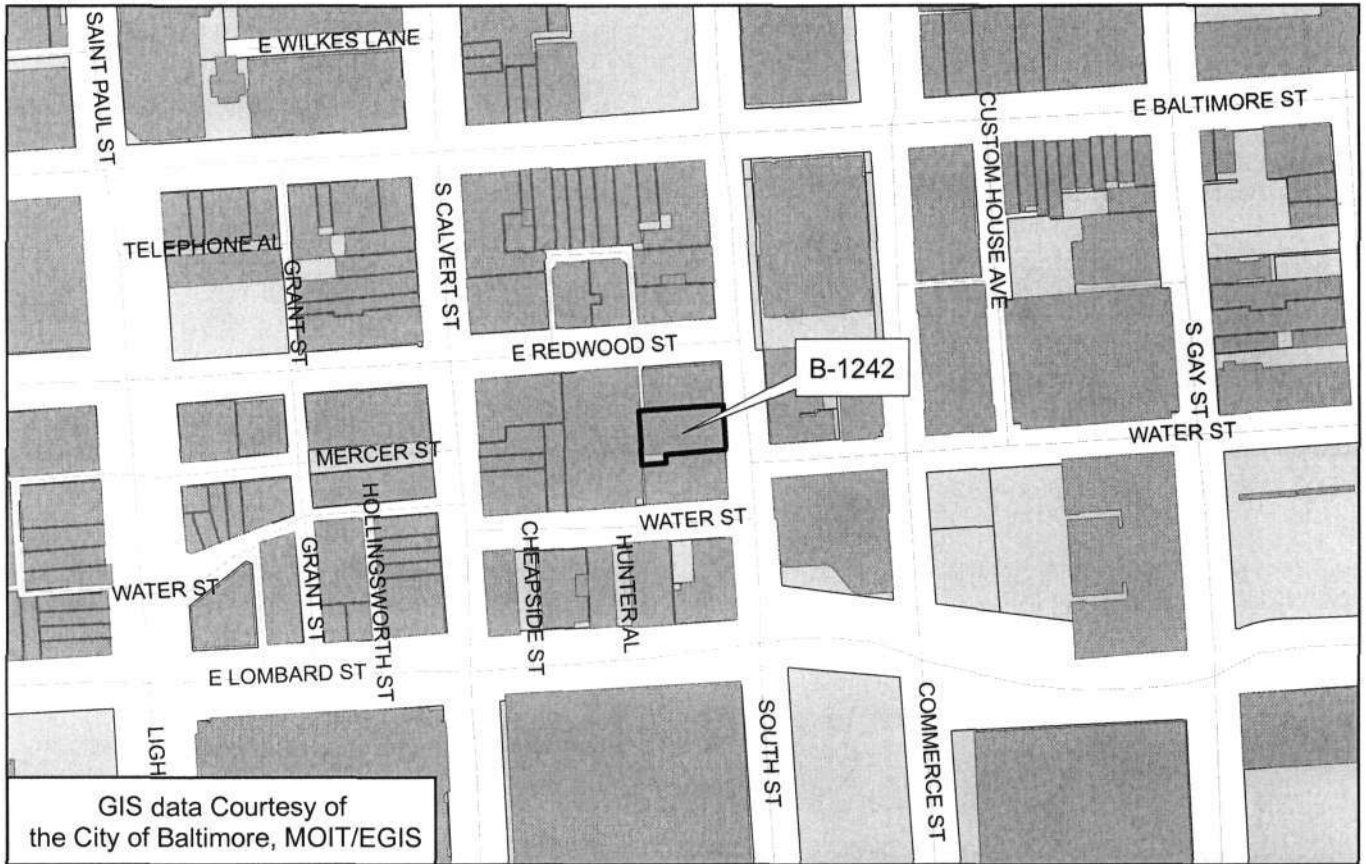 SAINT PAUL ST
E WILKES LANE
E BALTIMORE ST
CUSTOM HOUSE AVE
S CALVERT ST
TELEPHONE AL
GRANT ST
E REDWOOD ST
S GAY ST
B-1242
WATER ST
MERCER ST
HOLLINGSWORTH ST
WATER ST
CHEAPSIDE ST
HUNTER AL
GRANT ST
WATER ST
E LOMBARD ST
SOUTH ST
COMMERCE ST
LIGH
GIS data Courtesy of
the City of Baltimore, MOIT/EGIS